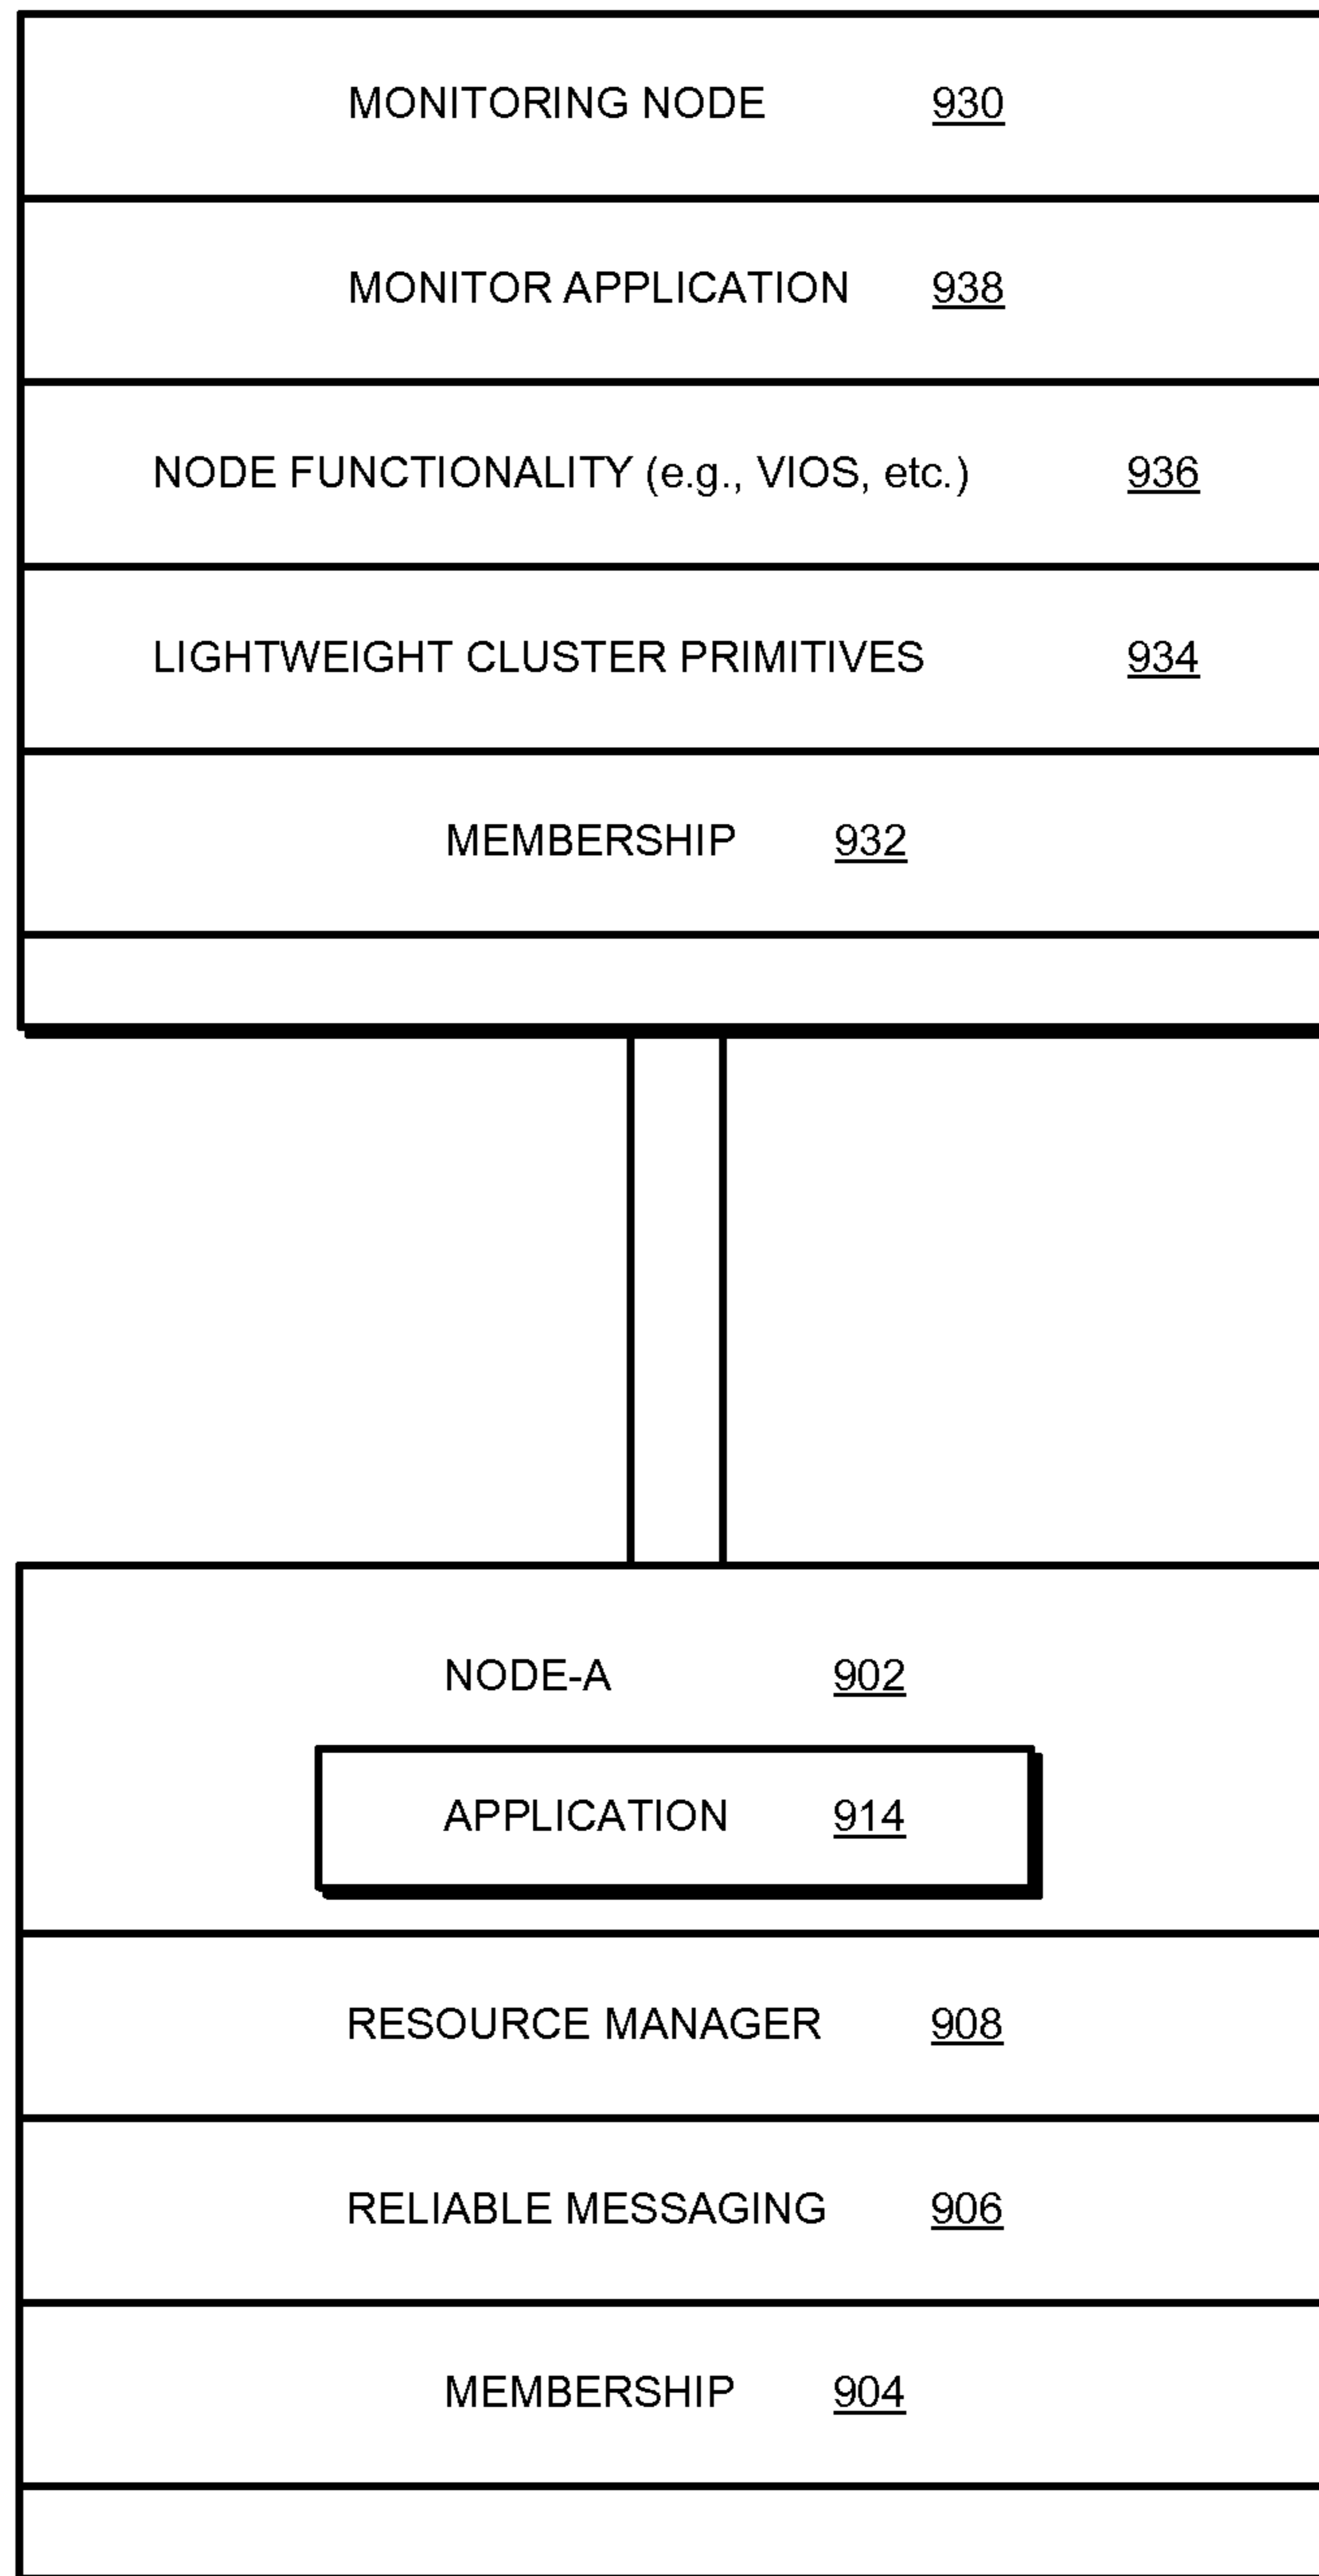 MONITORING NODE 930
MONITOR APPLICATION 938
NODE FUNCTIONALITY (e.g., VIOS, etc.) 936
LIGHTWEIGHT CLUSTER PRIMITIVES 934
MEMBERSHIP 932
NODE-A 902
APPLICATION 914
RESOURCE MANAGER 908
RELIABLE MESSAGING 906
MEMBERSHIP 904